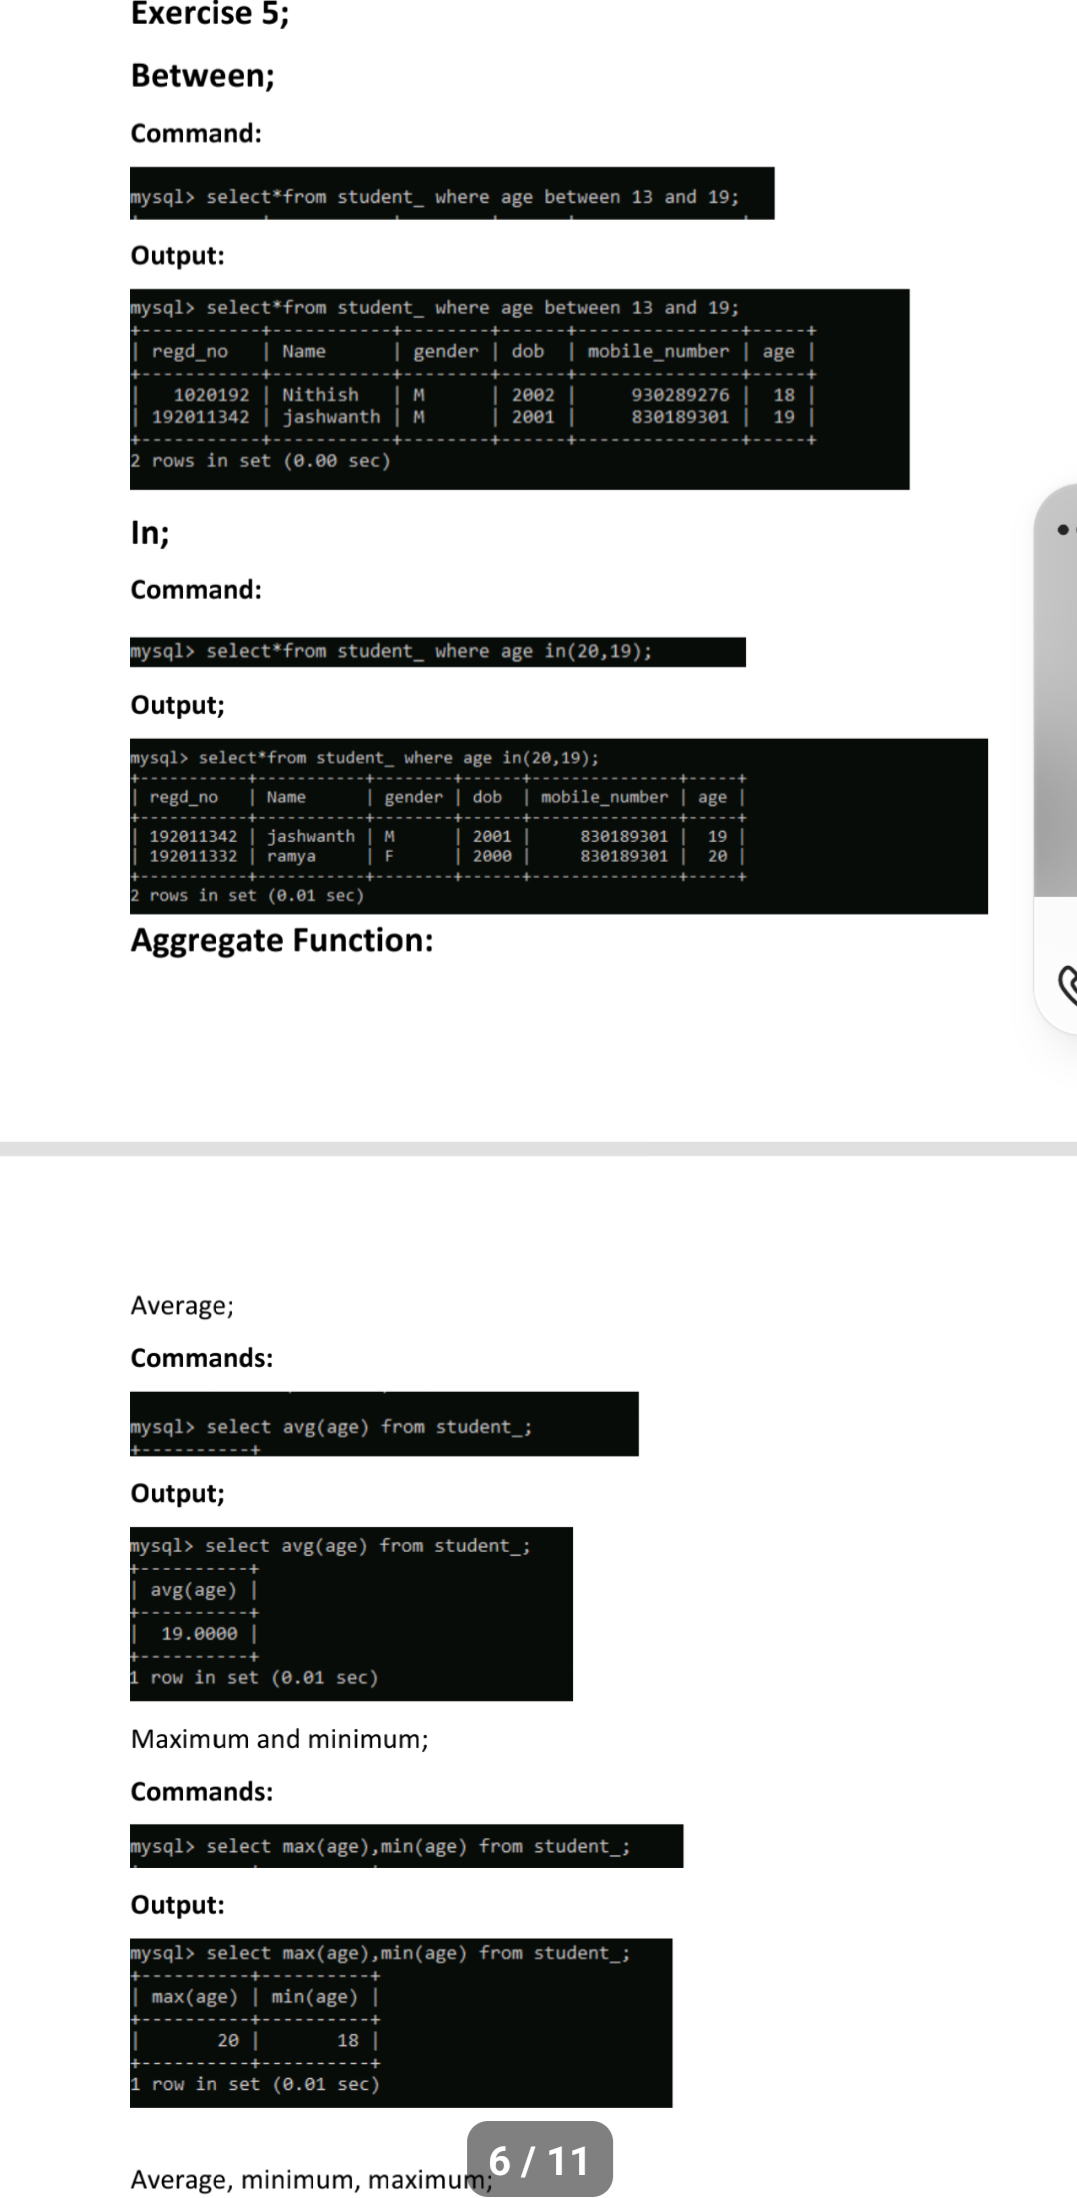 Exercise 5;
Between;
Command:
mysql> select*from student_ where age between 13 and 19;
Output:
mysql> select*from student_ where age between 13 and 19;
+-----------+-----------+--------+------+---------------+-----+
| regd_no | Name | gender | dob | mobile_number | age |
+-----------+-----------+--------+------+---------------+-----+
| 1020192 | Nithish | M | 2002 | 930289276 | 18 |
| 192011342 | jashwanth | M | 2001 | 830189301 | 19 |
+-----------+-----------+--------+------+---------------+-----+
2 rows in set (0.00 sec)
In;
Command:
mysql> select*from student_ where age in(20,19);
Output;
mysql> select*from student_ where age in(20,19);
+-----------+-----------+--------+------+---------------+-----+
| regd_no | Name | gender | dob | mobile_number | age |
+-----------+-----------+--------+------+---------------+-----+
| 192011342 | jashwanth | M | 2001 | 830189301 | 19 |
| 192011332 | ramya | F | 2000 | 830189301 | 20 |
+-----------+-----------+--------+------+---------------+-----+
2 rows in set (0.01 sec)
Aggregate Function:
Average;
Commands:
mysql> select avg(age) from student_;
+----------+
Output;
mysql> select avg(age) from student_;
+----------+
| avg(age) |
+----------+
| 19.0000 |
+----------+
1 row in set (0.01 sec)
Maximum and minimum;
Commands:
mysql> select max(age),min(age) from student_;
Output:
mysql> select max(age),min(age) from student_;
+----------+----------+
| max(age) | min(age) |
+----------+----------+
| 20 | 18 |
+----------+----------+
1 row in set (0.01 sec)
6 / 11
Average, minimum, maximum;